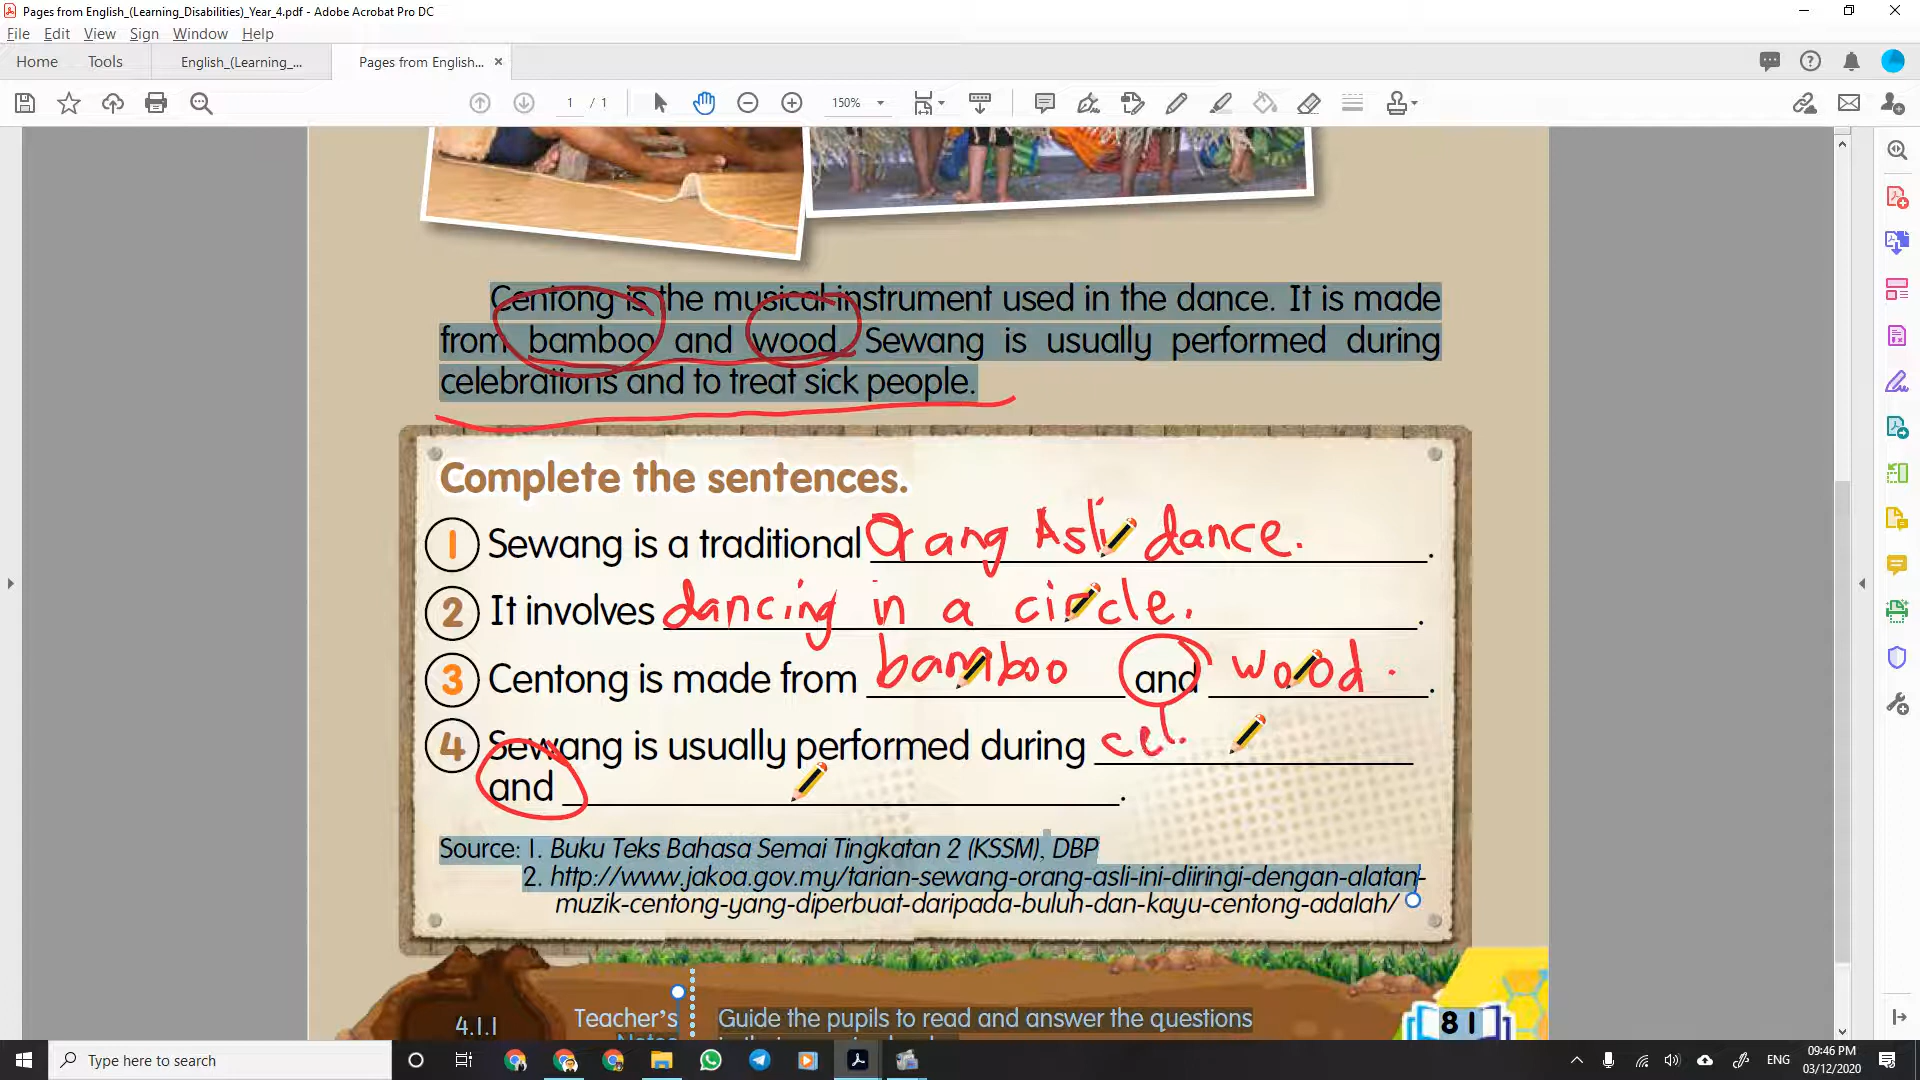 Pages from English_(Learning_Disabilities)_Year_4.pdf - Adobe Acrobat Pro DC
File Edit View Sign Window Help
Home Tools English_(Learning_... Pages from English... ×
1 / 1 150%
Centong is the musical instrument used in the dance. It is made
from bamboo and wood. Sewang is usually performed during
celebrations and to treat sick people.
Complete the sentences.
1 Sewang is a traditional Orang Asli dance. .
2 It involves dancing in a circle. .
3 Centong is made from bamboo and wood. .
4 Sewang is usually performed during cel.
and .
Source: 1. Buku Teks Bahasa Semai Tingkatan 2 (KSSM), DBP
2. http://www.jakoa.gov.my/tarian-sewang-orang-asli-ini-diiringi-dengan-alatan-
muzik-centong-yang-diperbuat-daripada-buluh-dan-kayu-centong-adalah/
4.1.1 Teacher's Guide the pupils to read and answer the questions 81
Type here to search ENG 09:46 PM
03/12/2020